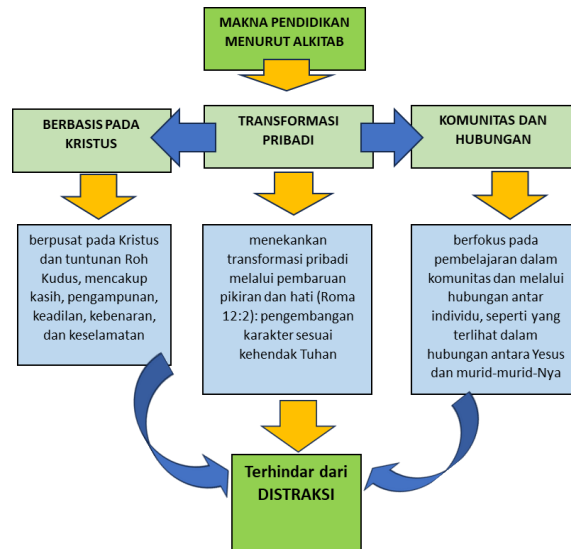 MAKNA PENDIDIKAN
MENURUT ALKITAB
BERBASIS PADA
KRISTUS
TRANSFORMASI
PRIBADI
KOMUNITAS DAN
HUBUNGAN
berpusat pada Kristus
dan tuntunan Roh
Kudus, mencakup
kasih, pengampunan,
keadilan, kebenaran,
dan keselamatan
menekankan
transformasi pribadi
melalui pembaruan
pikiran dan hati (Roma
12:2): pengembangan
karakter sesuai
kehendak Tuhan
berfokus pada
pembelajaran dalam
komunitas dan melalui
hubungan antar
individu, seperti yang
terlihat dalam
hubungan antara Yesus
dan murid-murid-Nya
Terhindar dari
DISTRAKSI